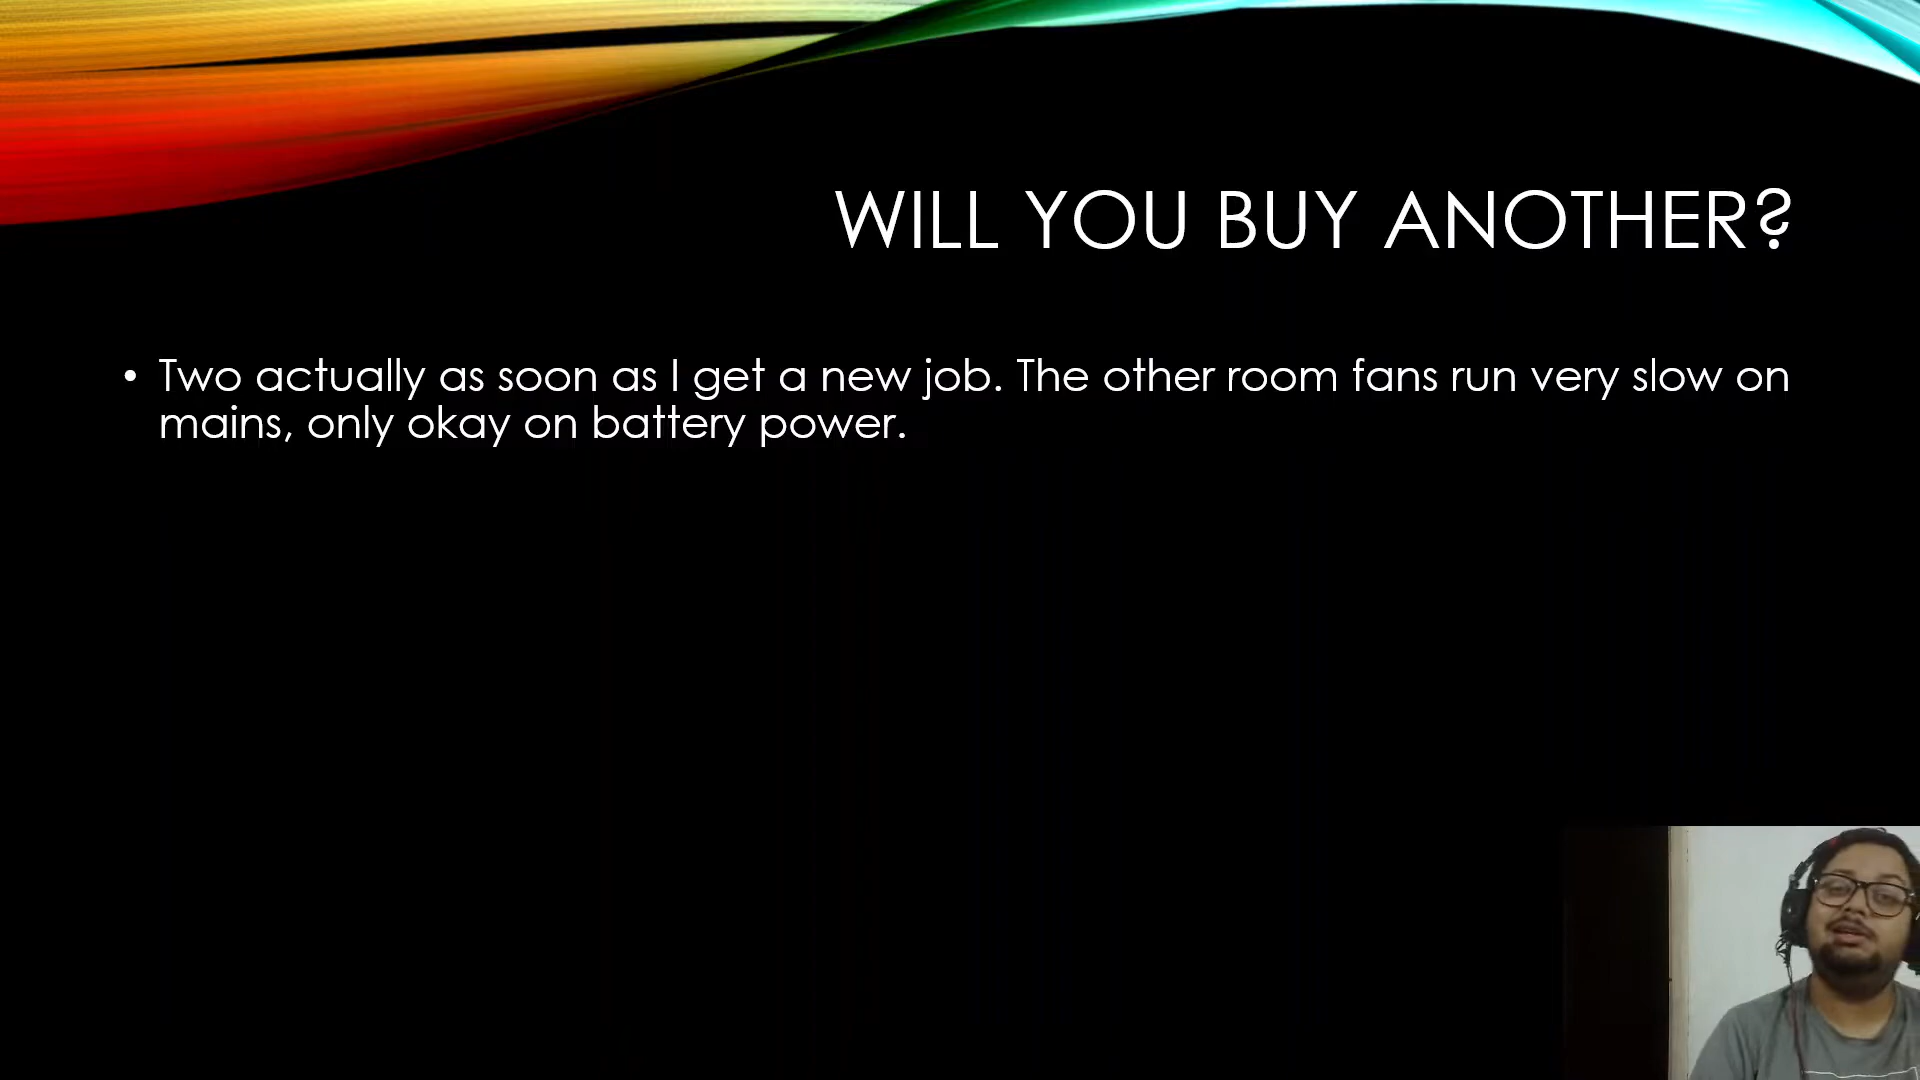 WILL YOU BUY ANOTHER?
• Two actually as soon as I get a new job. The other room fans run very slow on
mains, only okay on battery power.